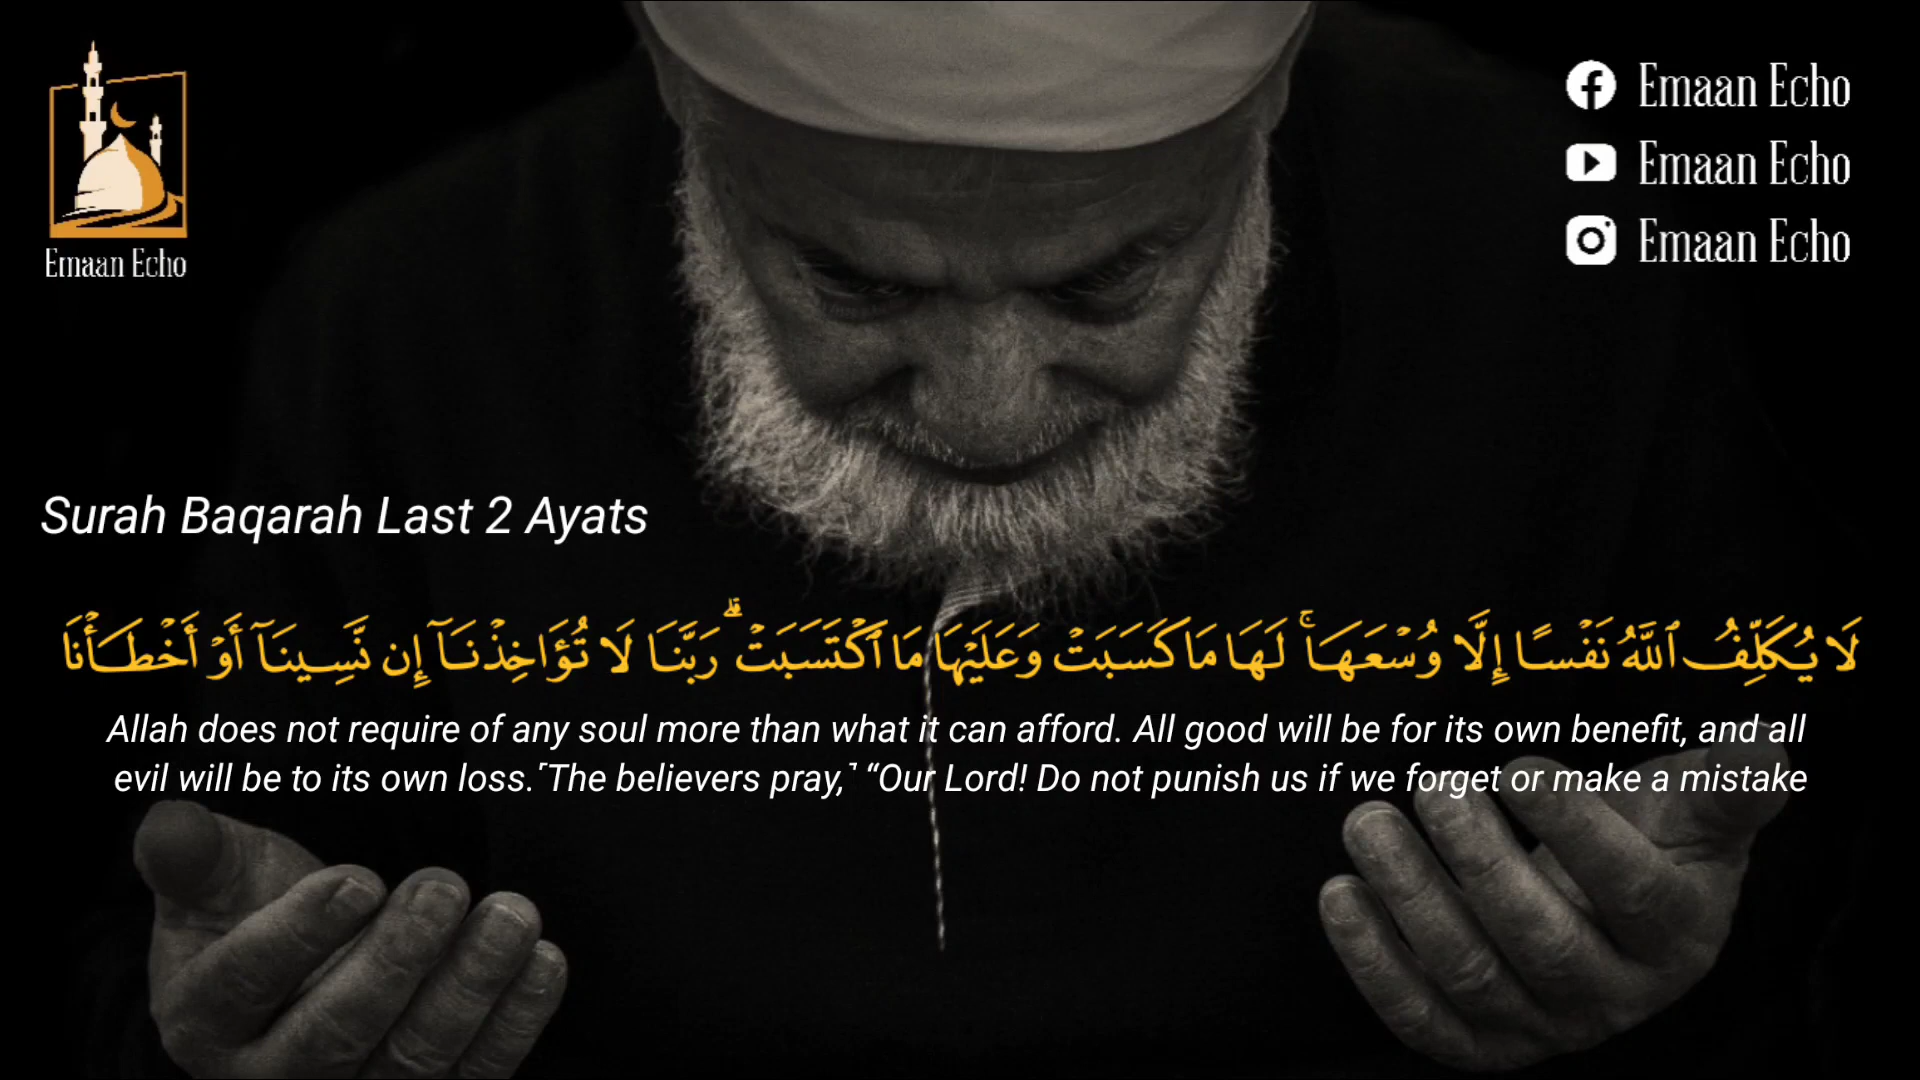 Emaan Echo
Emaan Echo
Emaan Echo
Emaan Echo
Surah Baqarah Last 2 Ayats
لَا يُكَلِّفُ ٱللَّهُ نَفْسًا إِلَّا وُسْعَهَا ۚ لَهَا مَا كَسَبَتْ وَعَلَيْهَا مَا ٱكْتَسَبَتْ ۗ رَبَّنَا لَا تُؤَاخِذْنَآ إِن نَّسِينَآ أَوْ أَخْطَأْنَا
Allah does not require of any soul more than what it can afford. All good will be for its own benefit, and all
evil will be to its own loss.˹The believers pray,˺ “Our Lord! Do not punish us if we forget or make a mistake